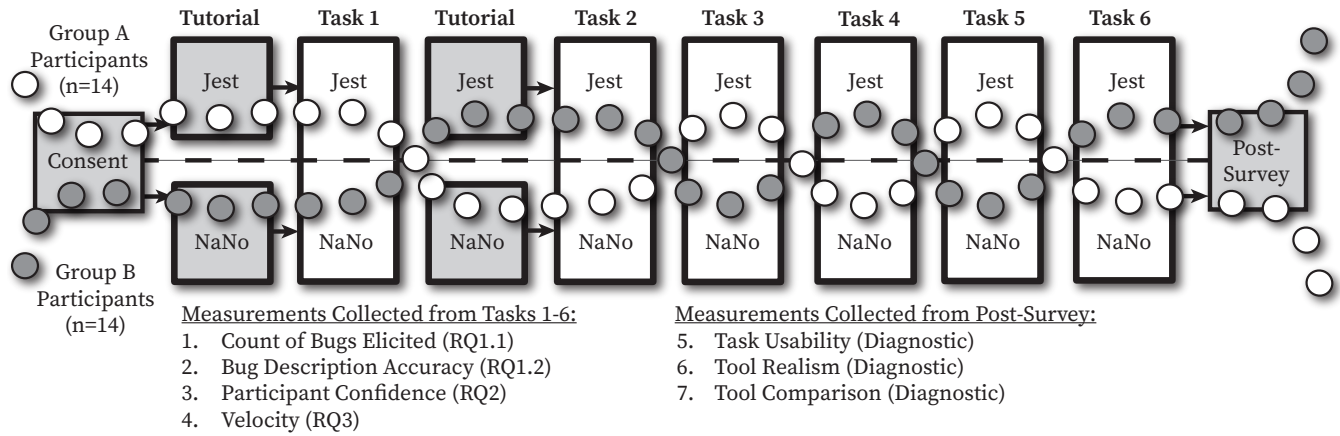 Group A
Participants
(n=14)
Tutorial
Task 1
Tutorial
Task 2
Task 3
Task 4
Task 5
Task 6
Jest
Jest
Jest
Jest
Jest
Jest
Jest
Jest
Consent
Post-
Survey
NaNo
NaNo
NaNo
NaNo
NaNo
NaNo
NaNo
NaNo
Group B
Participants
(n=14)
Measurements Collected from Tasks 1-6:
1. Count of Bugs Elicited (RQ1.1)
2. Bug Description Accuracy (RQ1.2)
3. Participant Confidence (RQ2)
4. Velocity (RQ3)
Measurements Collected from Post-Survey:
5. Task Usability (Diagnostic)
6. Tool Realism (Diagnostic)
7. Tool Comparison (Diagnostic)